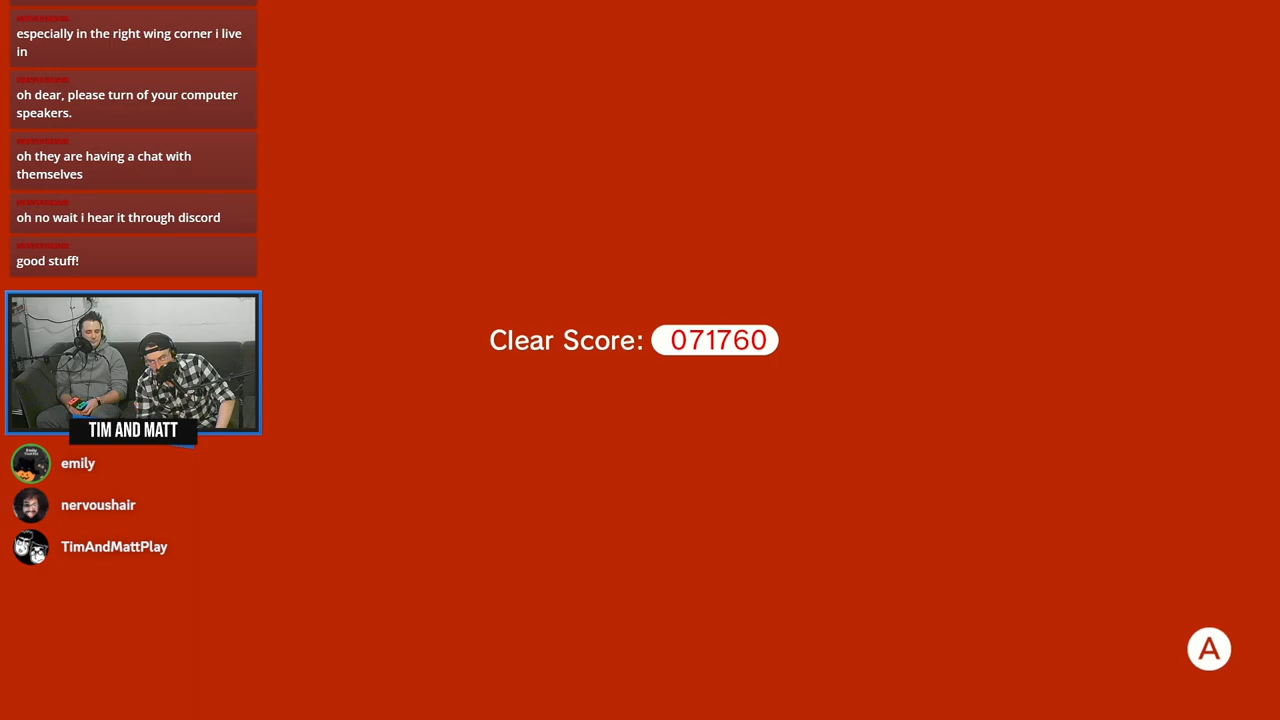 especially in the right wing corner i live
in
oh dear, please turn of your computer
speakers.
oh they are having a chat with
themselves
oh no wait i hear it through discord
good stuff!
Clear Score: 071760
TIM AND MATT
emily
nervoushair
TimAndMattPlay
A